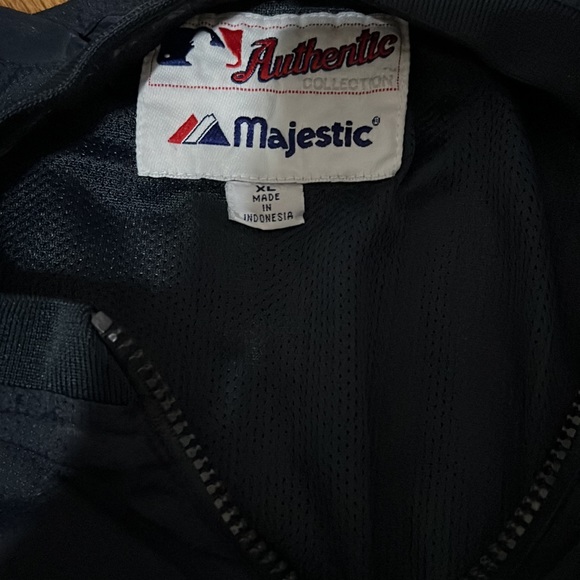 Authentic
COLLECTION
Majestic®
XL
MADE
IN
INDONESIA